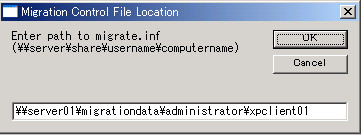 Migration Control File Location
Enter path to migrate.inf
(¥¥server¥share¥username¥computername)
OK
Cancel
¥¥server01¥migrationdata¥administrator¥xpclient01